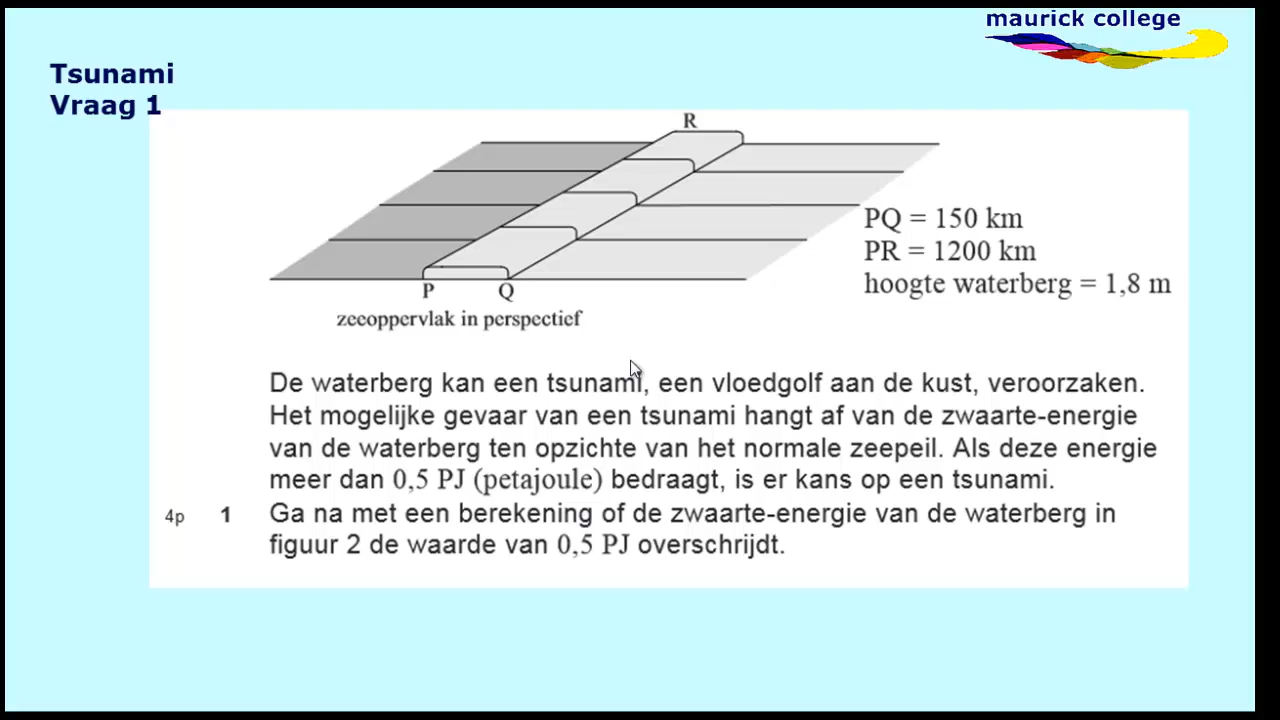 maurick college
Tsunami
Vraag 1
R
PQ = 150 km
PR = 1200 km
hoogte waterberg = 1,8 m
P Q
zeeoppervlak in perspectief
De waterberg kan een tsunami, een vloedgolf aan de kust, veroorzaken.
Het mogelijke gevaar van een tsunami hangt af van de zwaarte-energie
van de waterberg ten opzichte van het normale zeepeil. Als deze energie
meer dan 0,5 PJ (petajoule) bedraagt, is er kans op een tsunami.
4p 1 Ga na met een berekening of de zwaarte-energie van de waterberg in
figuur 2 de waarde van 0,5 PJ overschrijdt.